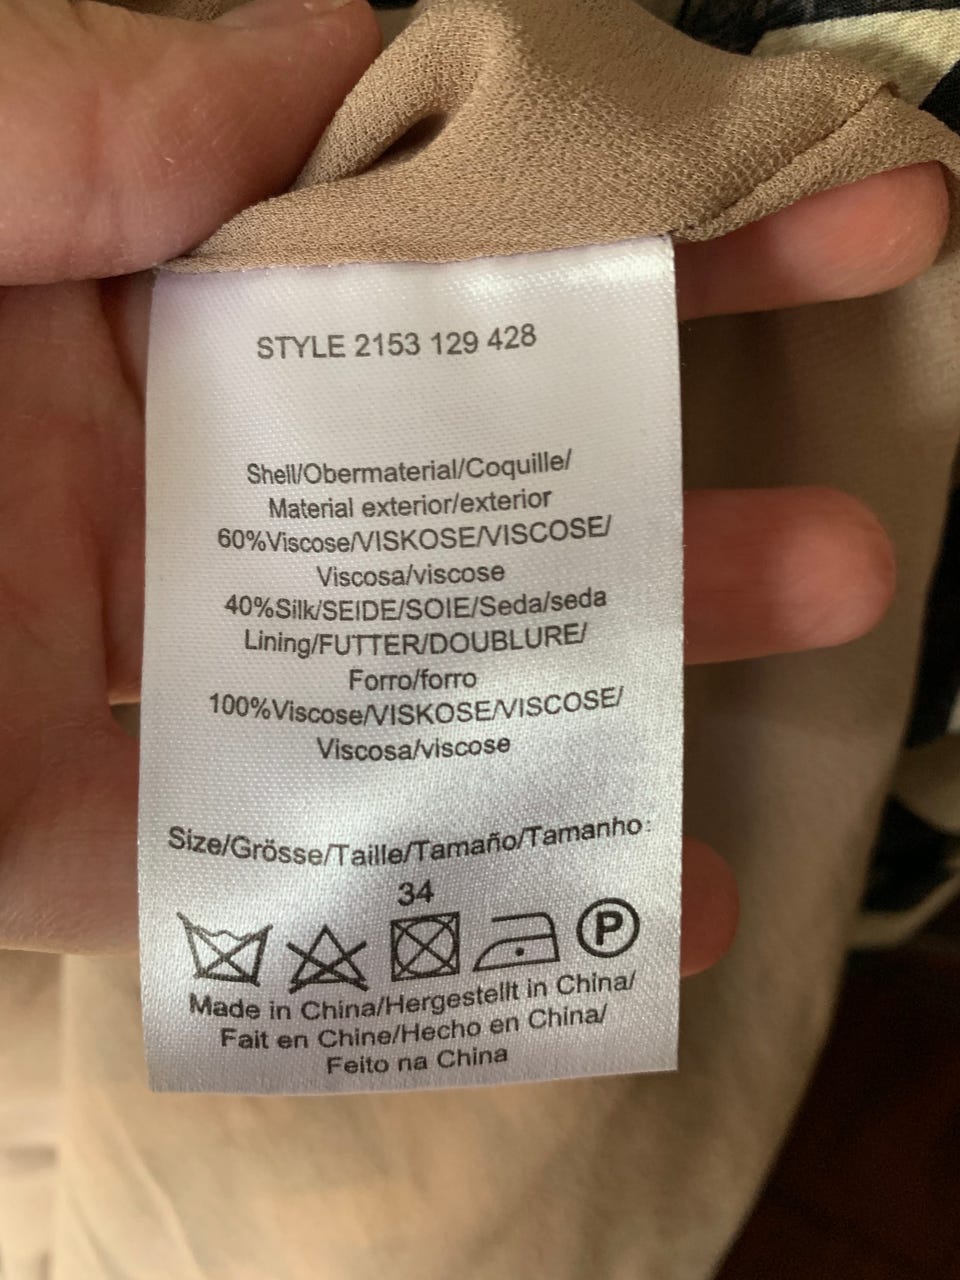 STYLE 2153 129 428
Shell/Obermaterial/Coquille/
Material exterior/exterior
60%Viscose/VISKOSE/VISCOSE/
Viscosa/viscose
40%Silk/SEIDE/SOIE/Seda/seda
Lining/FUTTER/DOUBLURE/
Forro/forro
100%Viscose/VISKOSE/VISCOSE/
Viscosa/viscose
Size/Grösse/Taille/Tamaño/Tamanho:
34
P
Made in China/Hergestellt in China/
Fait en Chine/Hecho en China/
Feito na China